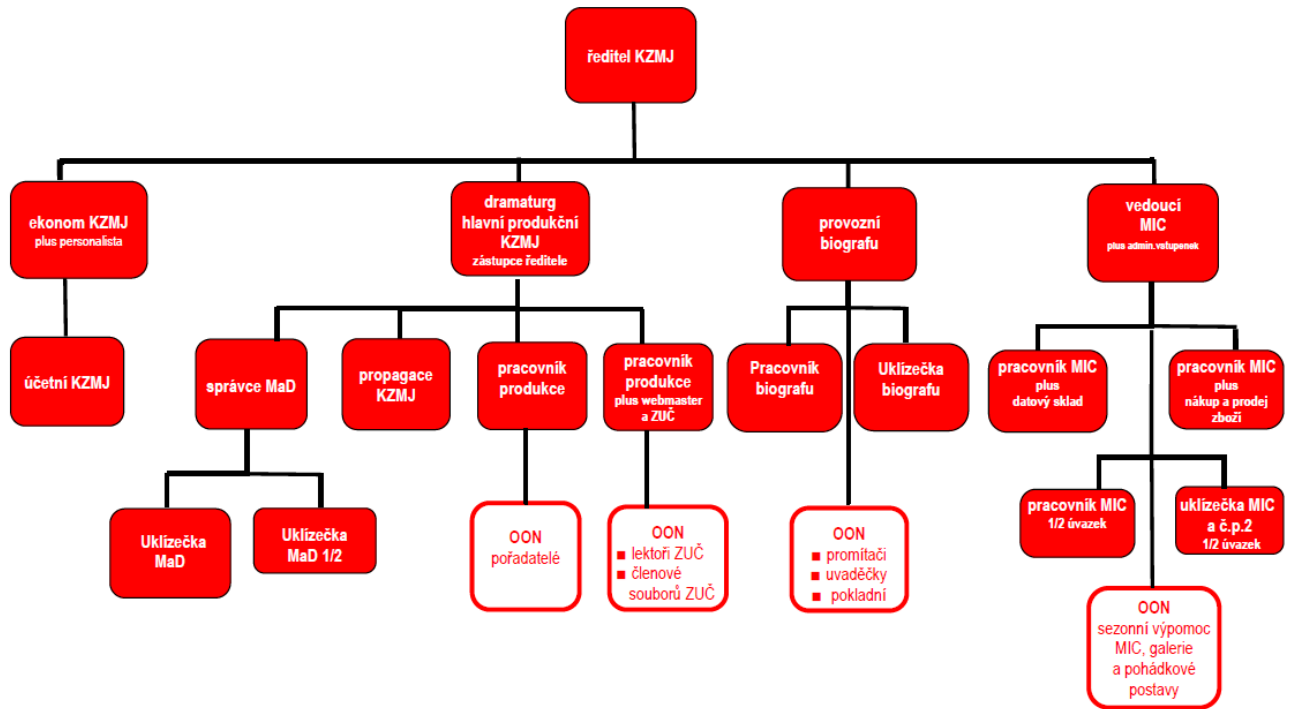 ředitel KZMJ
ekonom KZMJ
plus personalista
dramaturg
hlavní produkční
KZMJ
zástupce ředitele
provozní
biografu
vedoucí
MIC
plus admin.vstupenek
účetní KZMJ
správce MaD
propagace
KZMJ
pracovník
produkce
pracovník
produkce
plus webmaster
a ZUČ
Pracovník
biografu
Uklízečka
biografu
pracovník MIC
plus
datový sklad
pracovník MIC
plus
nákup a prodej
zboží
Uklízečka
MaD
Uklízečka
MaD 1/2
OON
pořadatelé
OON
■ lektoři ZUČ
■ členové
souborů ZUČ
OON
■ promítači
■ uvaděčky
■ pokladní
pracovník MIC
1/2 úvazek
uklízečka MIC
a č.p.2
1/2 úvazek
OON
sezonní výpomoc
MIC, galerie
a pohádkové
postavy